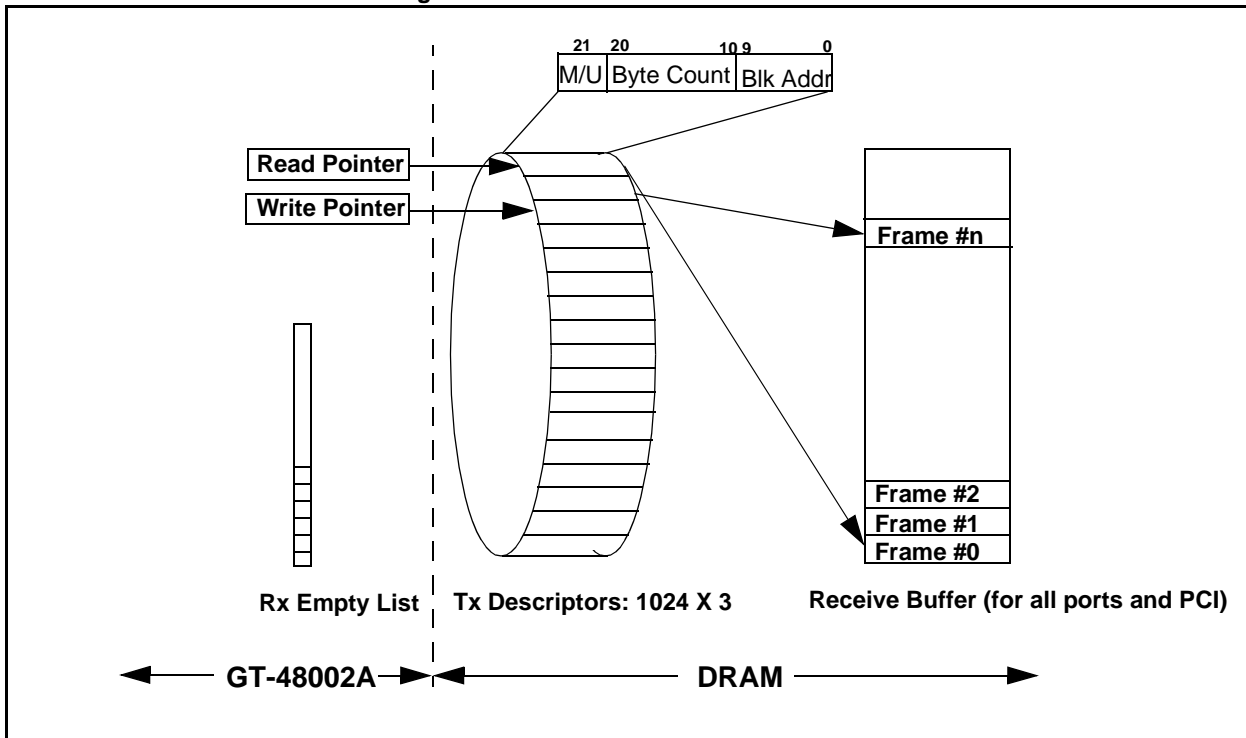 21 20 10 9 0
M/U Byte Count Blk Addr
Read Pointer
Write Pointer
Frame #n
Frame #2
Frame #1
Frame #0
Rx Empty List Tx Descriptors: 1024 X 3 Receive Buffer (for all ports and PCI)
GT-48002A DRAM